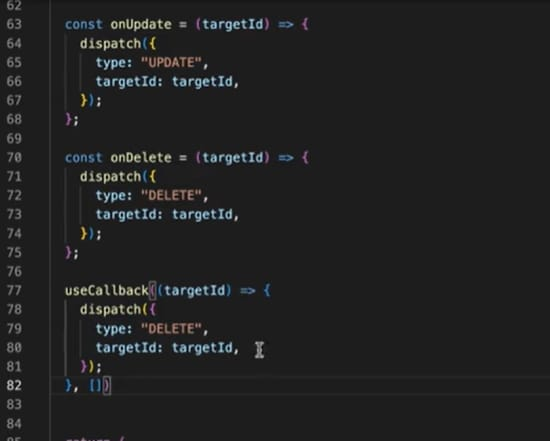 62
63 const onUpdate = (targetId) => {
64 dispatch({
65 type: "UPDATE",
66 targetId: targetId,
67 });
68 };
69
70 const onDelete = (targetId) => {
71 dispatch({
72 type: "DELETE",
73 targetId: targetId,
74 });
75 };
76
77 useCallback((targetId) => {
78 dispatch({
79 type: "DELETE",
80 targetId: targetId,
81 });
82 }, [])
83
84
85 return (